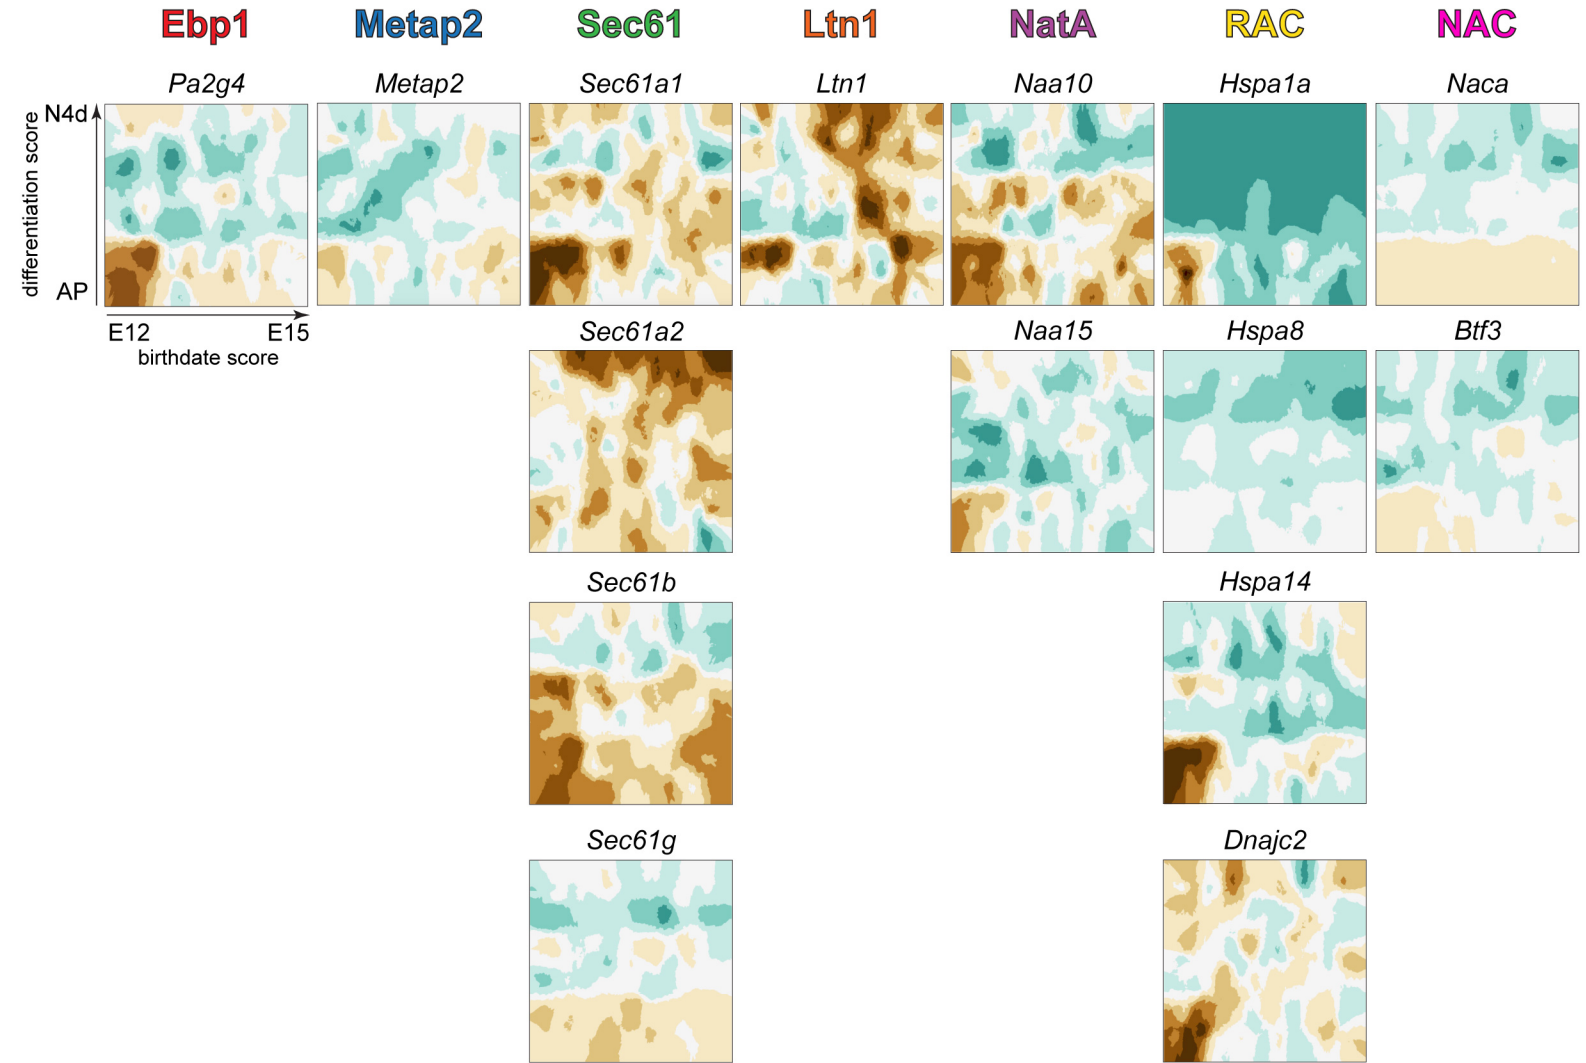 Ebp1 Metap2 Sec61 Ltn1 NatA RAC NAC
Pa2g4 Metap2 Sec61a1 Ltn1 Naa10 Hspa1a Naca
N4d
differentiation score
AP
E12 E15
birthdate score
Sec61a2 Naa15 Hspa8 Btf3
Sec61b Hspa14
Sec61g Dnajc2